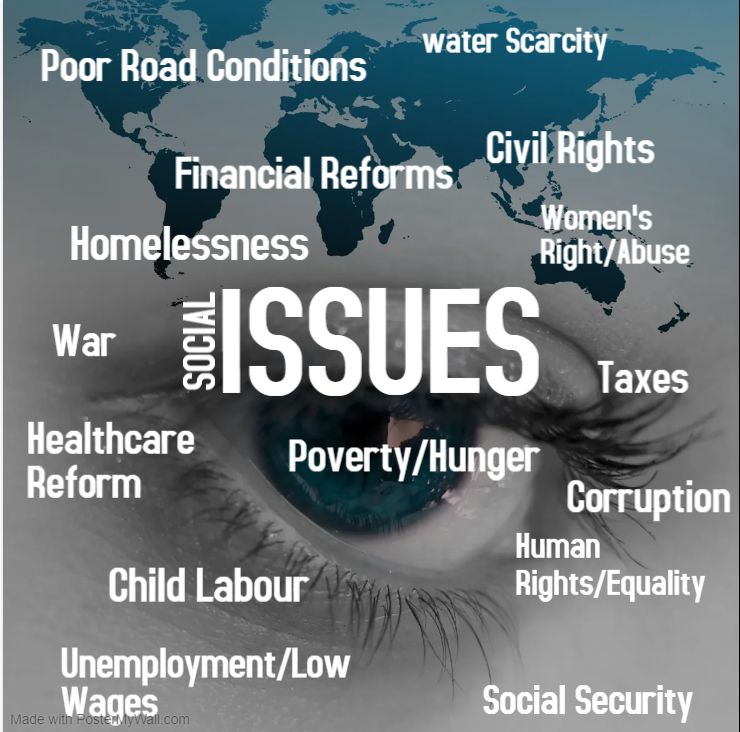 water Scarcity
Poor Road Conditions
Civil Rights
Financial Reforms
Women's
Right/Abuse
Homelessness
SOCIAL
ISSUES
War
Taxes
Healthcare
Reform
Poverty/Hunger
Corruption
Human
Rights/Equality
Child Labour
Unemployment/Low
Wages
Social Security
Made with PosterMyWall.com